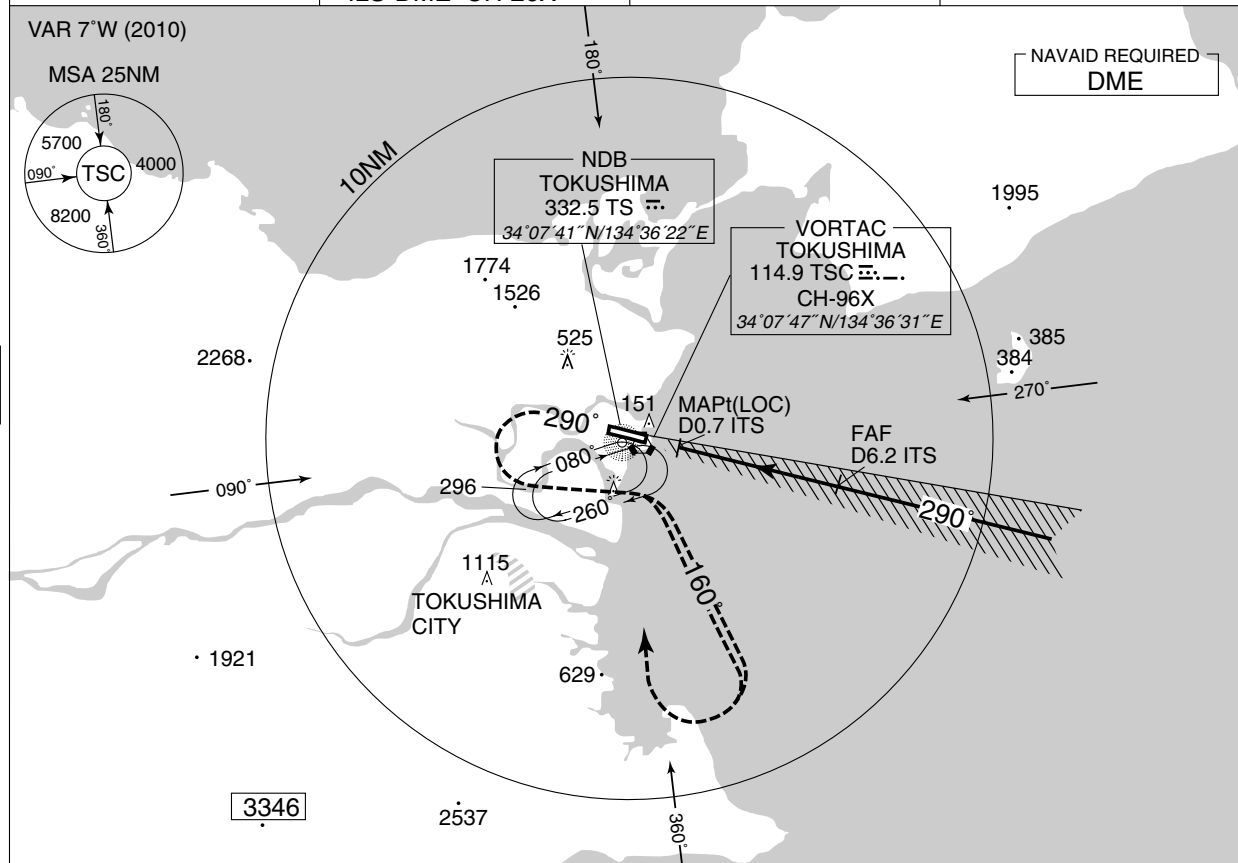 VAR 7˚W (2010)
MSA 25NM
180˚
5700
4000
090˚
TSC
8200
360˚
180˚
NAVAID REQUIRED
DME
10NM
NDB
TOKUSHIMA
332.5 TS
34˚07´41˝N/134˚36´22˝E
VORTAC
TOKUSHIMA
114.9 TSC
CH-96X
34˚07´47˝N/134˚36´31˝E
1995
1774
1526
525
2268
385
384
270˚
151
MAPt(LOC)
D0.7 ITS
FAF
D6.2 ITS
290˚
080˚
090˚
296
260˚
290˚
1115
TOKUSHIMA
CITY
160˚
1921
629
3346
2537
360˚